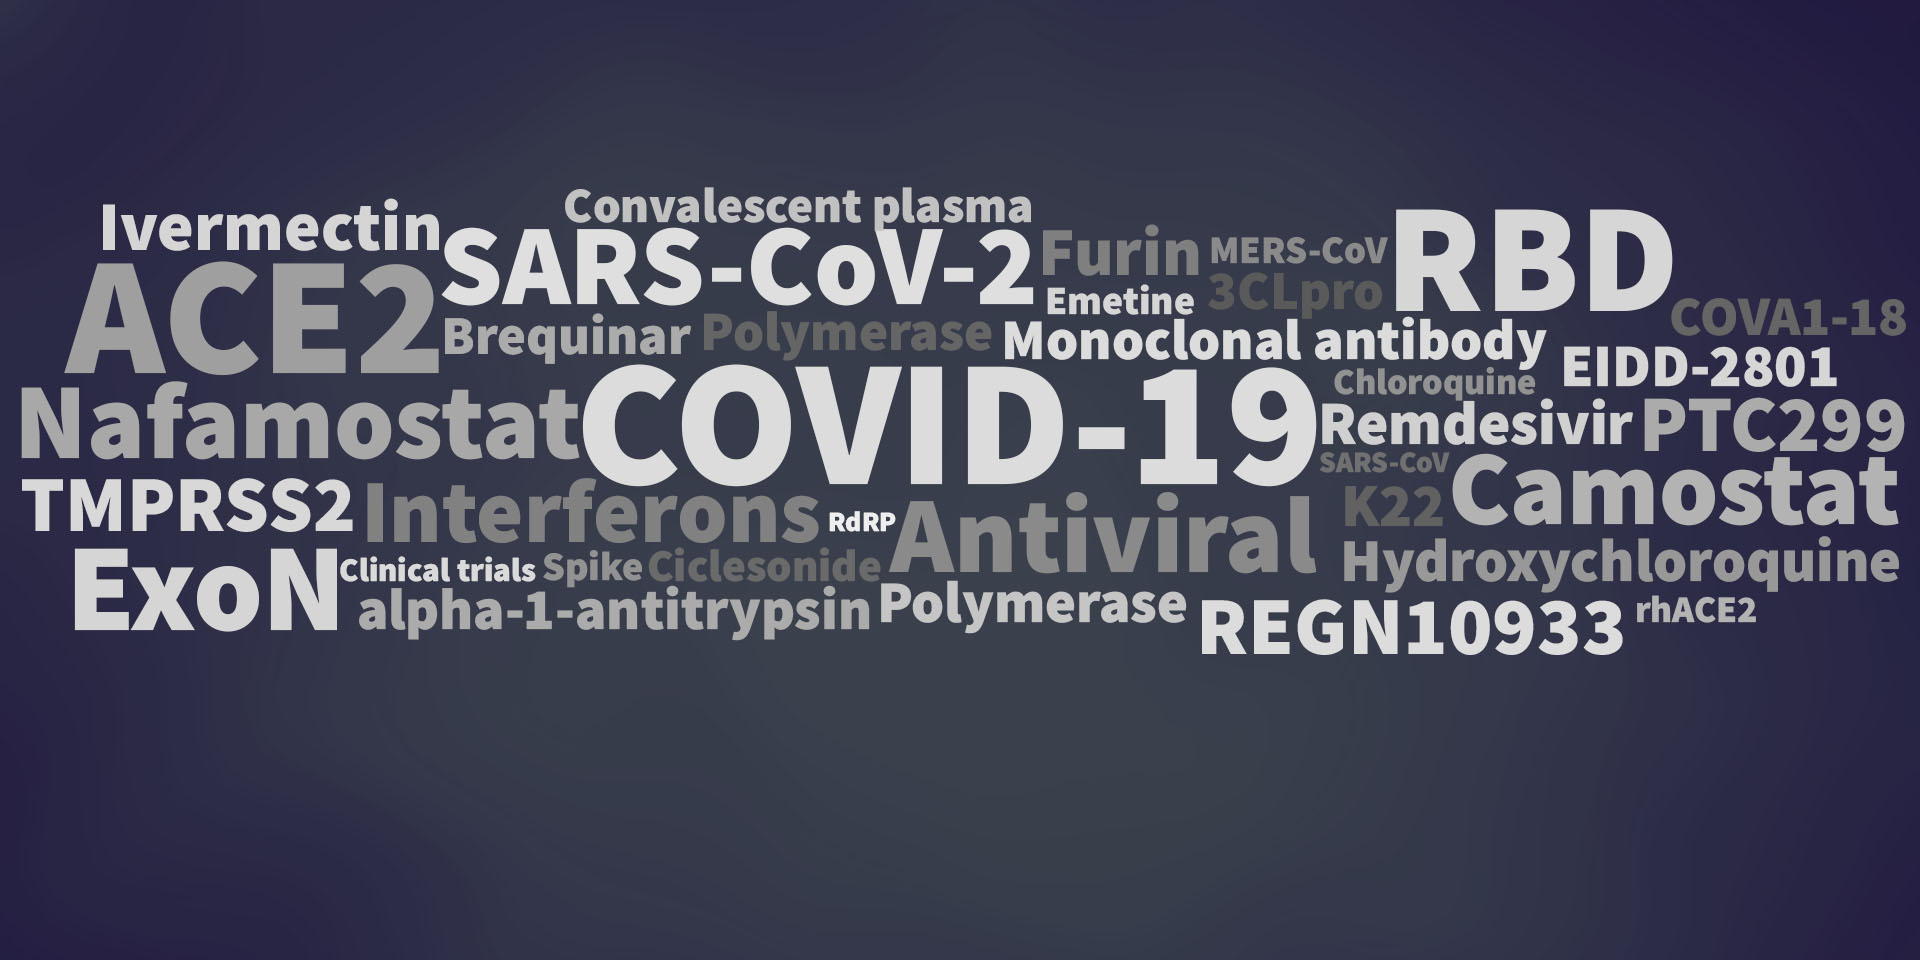 Convalescent plasma
Ivermectin
SARS-CoV-2
Furin
MERS-CoV
RBD
ACE2
Emetine
3CLpro
COVA1-18
Brequinar
Polymerase
Monoclonal antibody
EIDD-2801
Chloroquine
Nafamostat
COVID-19
Remdesivir
PTC299
SARS-CoV
Camostat
TMPRSS2
Interferons
RdRP
Antiviral
K22
ExoN
Clinical trials
Spike
Ciclesonide
Hydroxychloroquine
alpha-1-antitrypsin
Polymerase
REGN10933
rhACE2